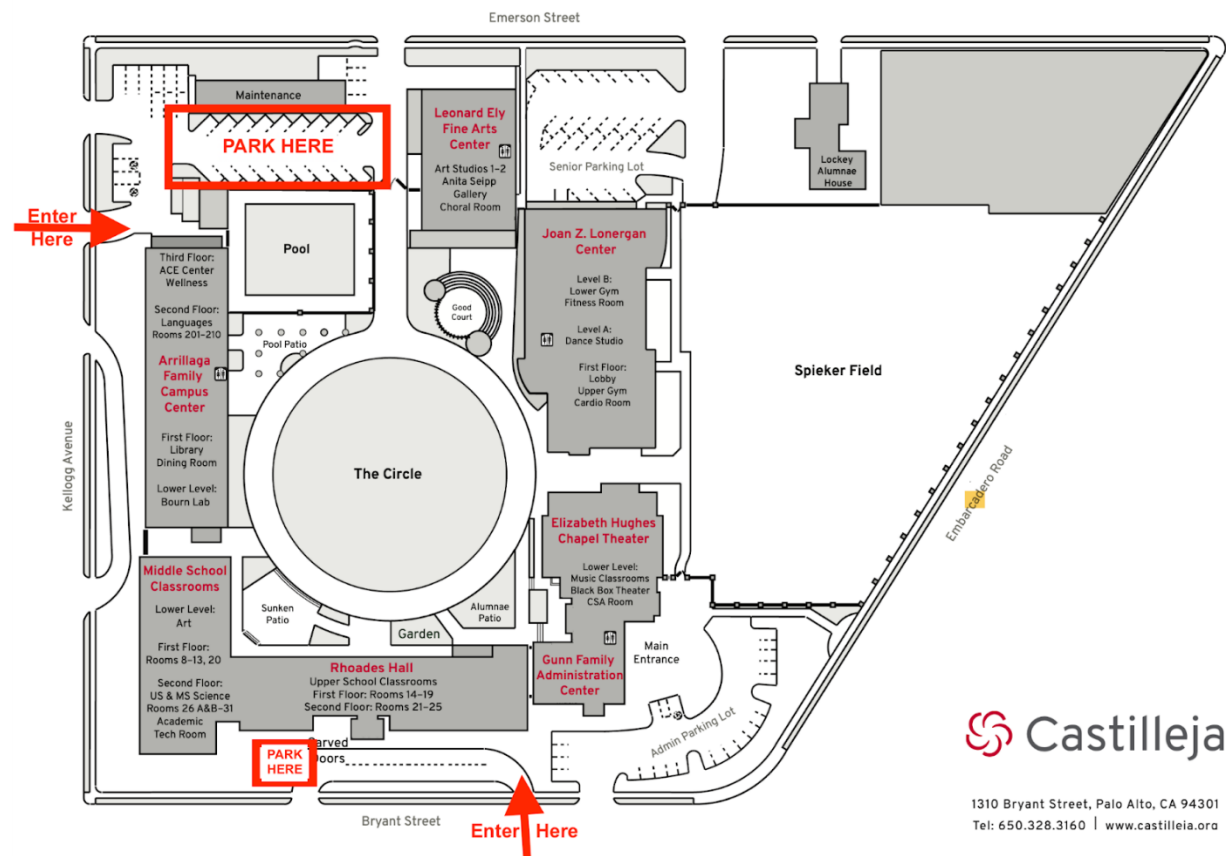 Emerson Street
Maintenance
PARK HERE
Leonard Ely
Fine Arts
Center
Art Studios 1–2
Anita Seipp
Gallery
Choral Room
Senior Parking Lot
Lockey
Alumnae
House
Enter
Here
Pool
Joan Z. Lonergan
Center
Level B:
Lower Gym
Fitness Room
Level A:
Dance Studio
First Floor:
Lobby
Upper Gym
Cardio Room
Third Floor:
ACE Center
Wellness
Second Floor:
Languages
Rooms 201–210
Arrillaga
Family
Campus
Center
First Floor:
Library
Dining Room
Lower Level:
Bourn Lab
Good
Court
Pool Patio
Spieker Field
Kellogg Avenue
The Circle
Embarcadero Road
Elizabeth Hughes
Chapel Theater
Lower Level:
Music Classrooms
Black Box Theater
CSA Room
Middle School
Classrooms
Lower Level:
Art
First Floor:
Rooms 8–13, 20
Second Floor:
US & MS Science
Rooms 26 A&B–31
Academic
Tech Room
Sunken
Patio
Alumnae
Patio
Garden
Main
Entrance
Gunn Family
Administration
Center
Rhoades Hall
Upper School Classrooms
First Floor: Rooms 14–19
Second Floor: Rooms 21–25
Admin Parking Lot
PARK
HERE
arved
oors
Bryant Street
Enter Here
Castilleja
1310 Bryant Street, Palo Alto, CA 94301
Tel: 650.328.3160 | www.castilleja.org